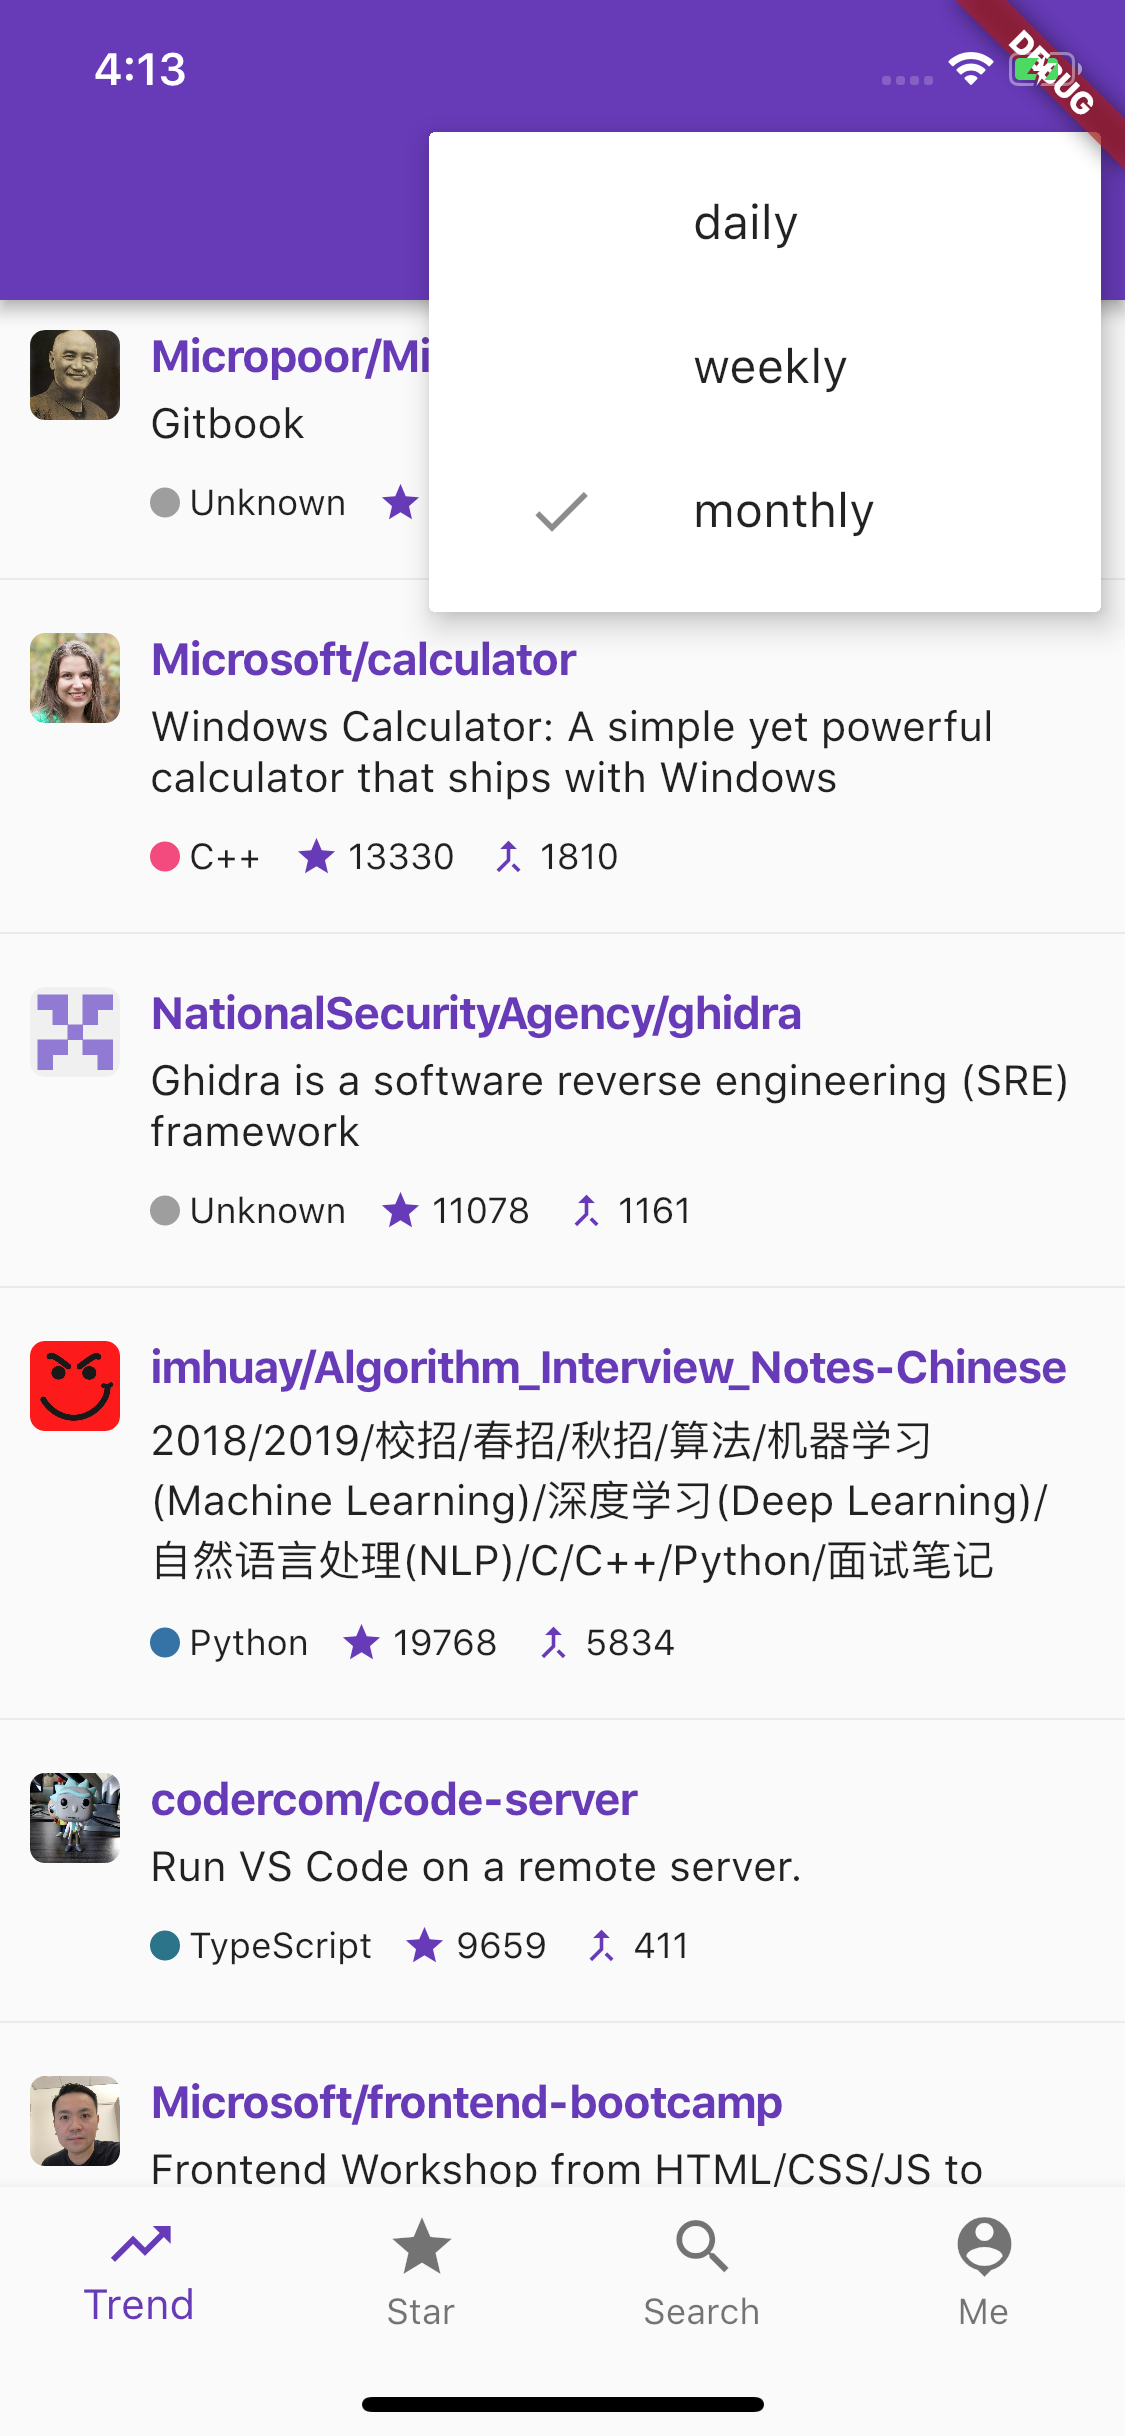 4:13
DEBUG
daily
weekly
monthly
Micropoor/Mi
Gitbook
Unknown
Microsoft/calculator
Windows Calculator: A simple yet powerful
calculator that ships with Windows
C++ 13330 1810
NationalSecurityAgency/ghidra
Ghidra is a software reverse engineering (SRE)
framework
Unknown 11078 1161
imhuay/Algorithm_Interview_Notes-Chinese
2018/2019/校招/春招/秋招/算法/机器学习
(Machine Learning)/深度学习(Deep Learning)/
自然语言处理(NLP)/C/C++/Python/面试笔记
Python 19768 5834
codercom/code-server
Run VS Code on a remote server.
TypeScript 9659 411
Microsoft/frontend-bootcamp
Frontend Workshop from HTML/CSS/JS to
Trend Star Search Me